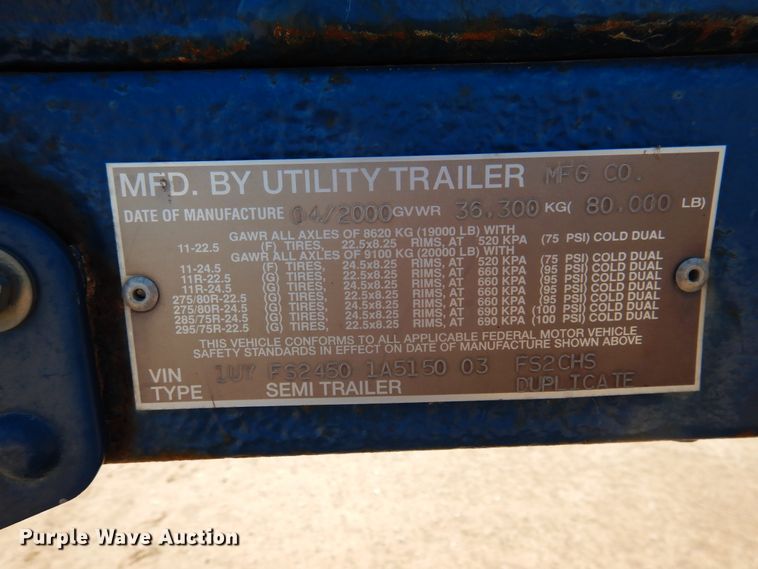 MFD. BY UTILITY TRAILER MFG CO.
DATE OF MANUFACTURE 04/2000 GVWR 36,300 KG( 80,000 LB)
GAWR ALL AXLES OF 8620 KG (19000 LB) WITH
11-22.5 (F) TIRES, 22.5x8.25 RIMS, AT 520 KPA (75 PSI) COLD DUAL
GAWR ALL AXLES OF 9100 KG (20000 LB) WITH
11-24.5 (F) TIRES, 24.5x8.25 RIMS, AT 520 KPA (75 PSI) COLD DUAL
11R-22.5 (G) TIRES, 22.5x8.25 RIMS, AT 660 KPA (95 PSI) COLD DUAL
11R-24.5 (G) TIRES, 24.5x8.25 RIMS, AT 660 KPA (95 PSI) COLD DUAL
275/80R-22.5 (G) TIRES, 22.5x8.25 RIMS, AT 660 KPA (95 PSI) COLD DUAL
275/80R-24.5 (G) TIRES, 24.5x8.25 RIMS, AT 660 KPA (95 PSI) COLD DUAL
285/75R-24.5 (G) TIRES, 24.5x8.25 RIMS, AT 690 KPA (100 PSI) COLD DUAL
295/75R-22.5 (G) TIRES, 22.5x8.25 RIMS, AT 690 KPA (100 PSI) COLD DUAL
THIS VEHICLE CONFORMS TO ALL APPLICABLE FEDERAL MOTOR VEHICLE
SAFETY STANDARDS IN EFFECT ON DATE OF MANUFACTURE SHOWN ABOVE
VIN 1UY FS2450 1A5150 03 FS2CHS
TYPE SEMI TRAILER DUPLICATE
Purple Wave Auction
Purple Wave Auction